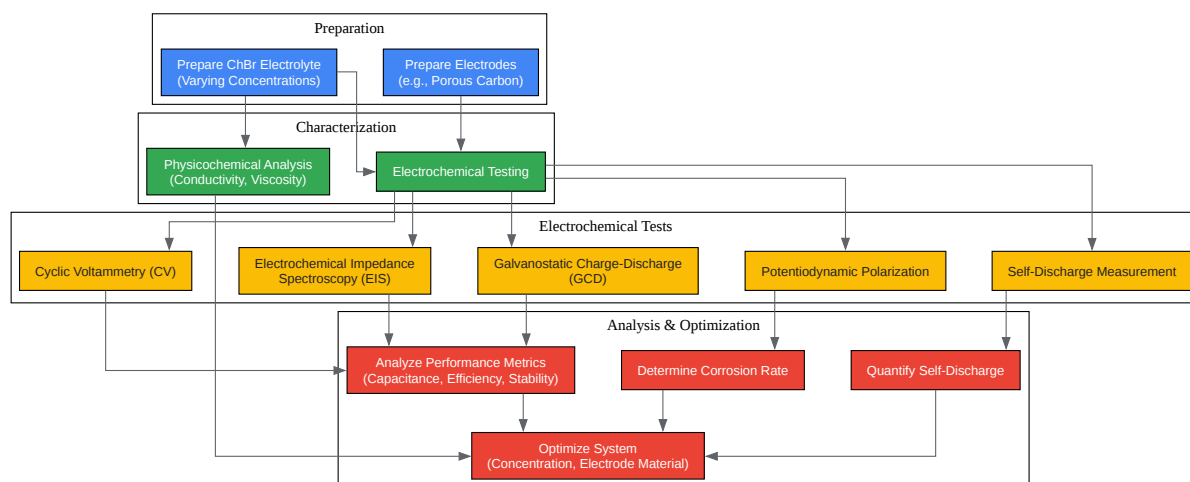 Preparation
Prepare ChBr Electrolyte
(Varying Concentrations)
Prepare Electrodes
(e.g., Porous Carbon)
Characterization
Physicochemical Analysis
(Conductivity, Viscosity)
Electrochemical Testing
Electrochemical Tests
Cyclic Voltammetry (CV)
Electrochemical Impedance
Spectroscopy (EIS)
Galvanostatic Charge-Discharge
(GCD)
Potentiodynamic Polarization
Self-Discharge Measurement
Analysis & Optimization
Analyze Performance Metrics
(Capacitance, Efficiency, Stability)
Determine Corrosion Rate
Quantify Self-Discharge
Optimize System
(Concentration, Electrode Material)